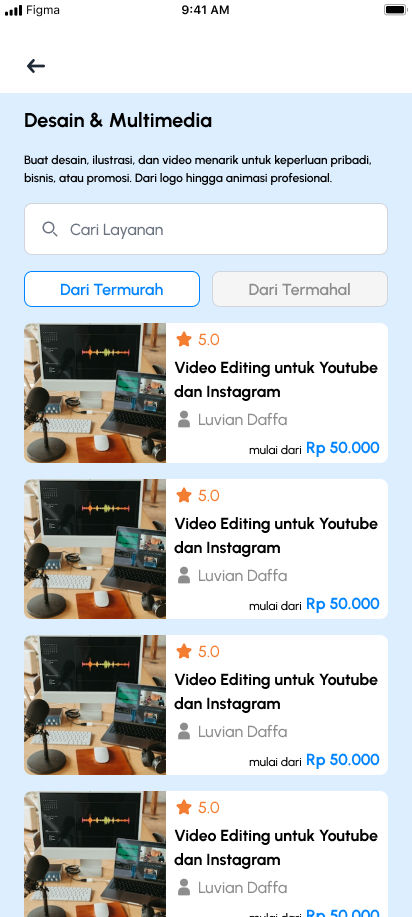 Figma
9:41 AM
Desain & Multimedia
Buat desain, ilustrasi, dan video menarik untuk keperluan pribadi,
bisnis, atau promosi. Dari logo hingga animasi profesional.
Cari Layanan
Dari Termurah
Dari Termahal
5.0
Video Editing untuk Youtube
dan Instagram
Luvian Daffa
mulai dari Rp 50.000
5.0
Video Editing untuk Youtube
dan Instagram
Luvian Daffa
mulai dari Rp 50.000
5.0
Video Editing untuk Youtube
dan Instagram
Luvian Daffa
mulai dari Rp 50.000
5.0
Video Editing untuk Youtube
dan Instagram
Luvian Daffa
mulai dari Rp 50.000